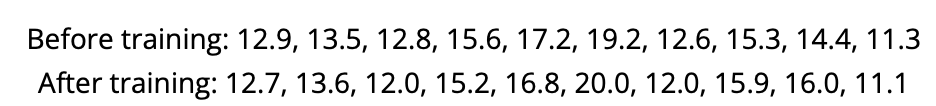 Before training: 12.9, 13.5, 12.8, 15.6, 17.2, 19.2, 12.6, 15.3, 14.4, 11.3
After training: 12.7, 13.6, 12.0, 15.2, 16.8, 20.0, 12.0, 15.9, 16.0, 11.1